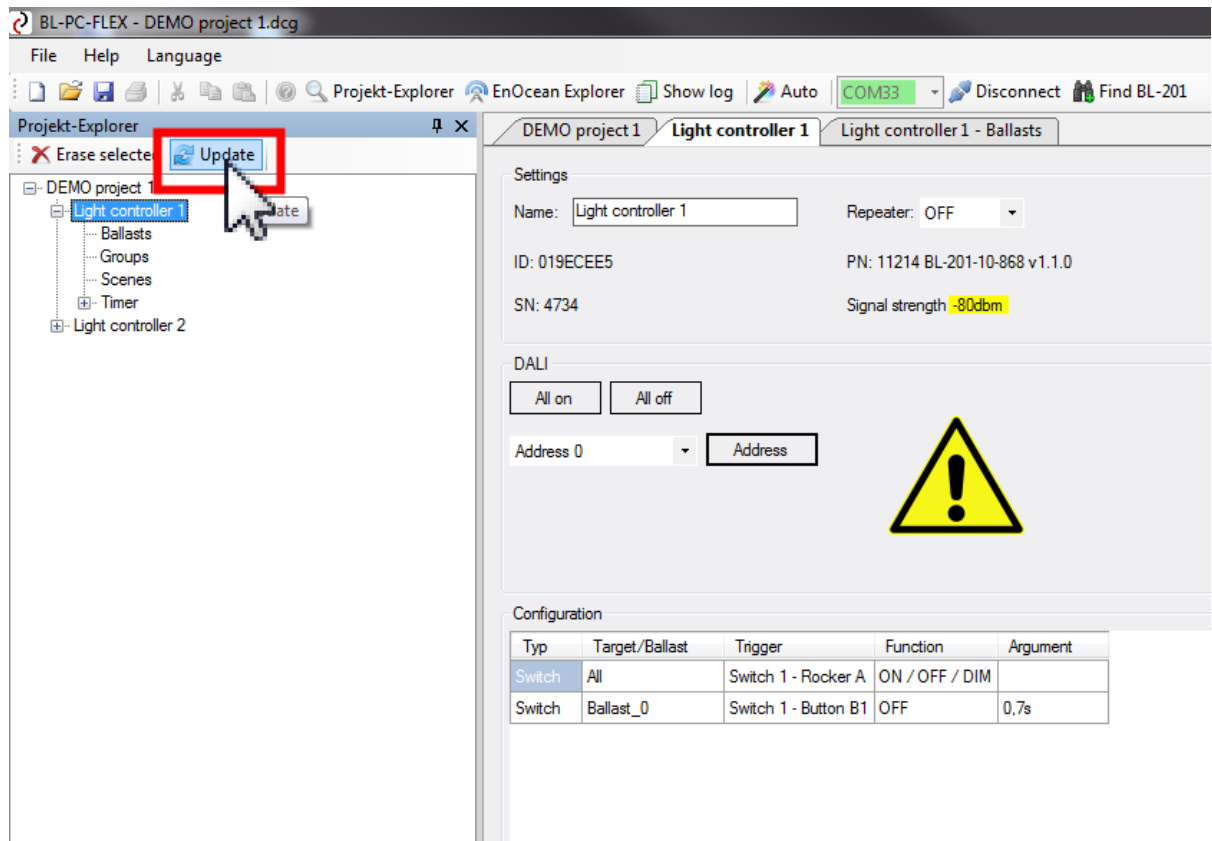 BL-PC-FLEX - DEMO project 1.dcg
File Help Language
Projekt-Explorer EnOcean Explorer Show log Auto COM33 Disconnect Find BL-201
Projekt-Explorer
Erase selected Update
DEMO project 1
Light controller 1
Ballasts
Groups
Scenes
Timer
Light controller 2
DEMO project 1 Light controller 1 Light controller 1 - Ballasts
Settings
Name: Light controller 1 Repeater: OFF
ID: 019ECEE5 PN: 11214 BL-201-10-868 v1.1.0
SN: 4734 Signal strength -80dbm
DALI
All on All off
Address 0 Address
Configuration
Typ Target/Ballast Trigger Function Argument
Switch All Switch 1 - Rocker A ON / OFF / DIM
Switch Ballast_0 Switch 1 - Button B1 OFF 0,7s